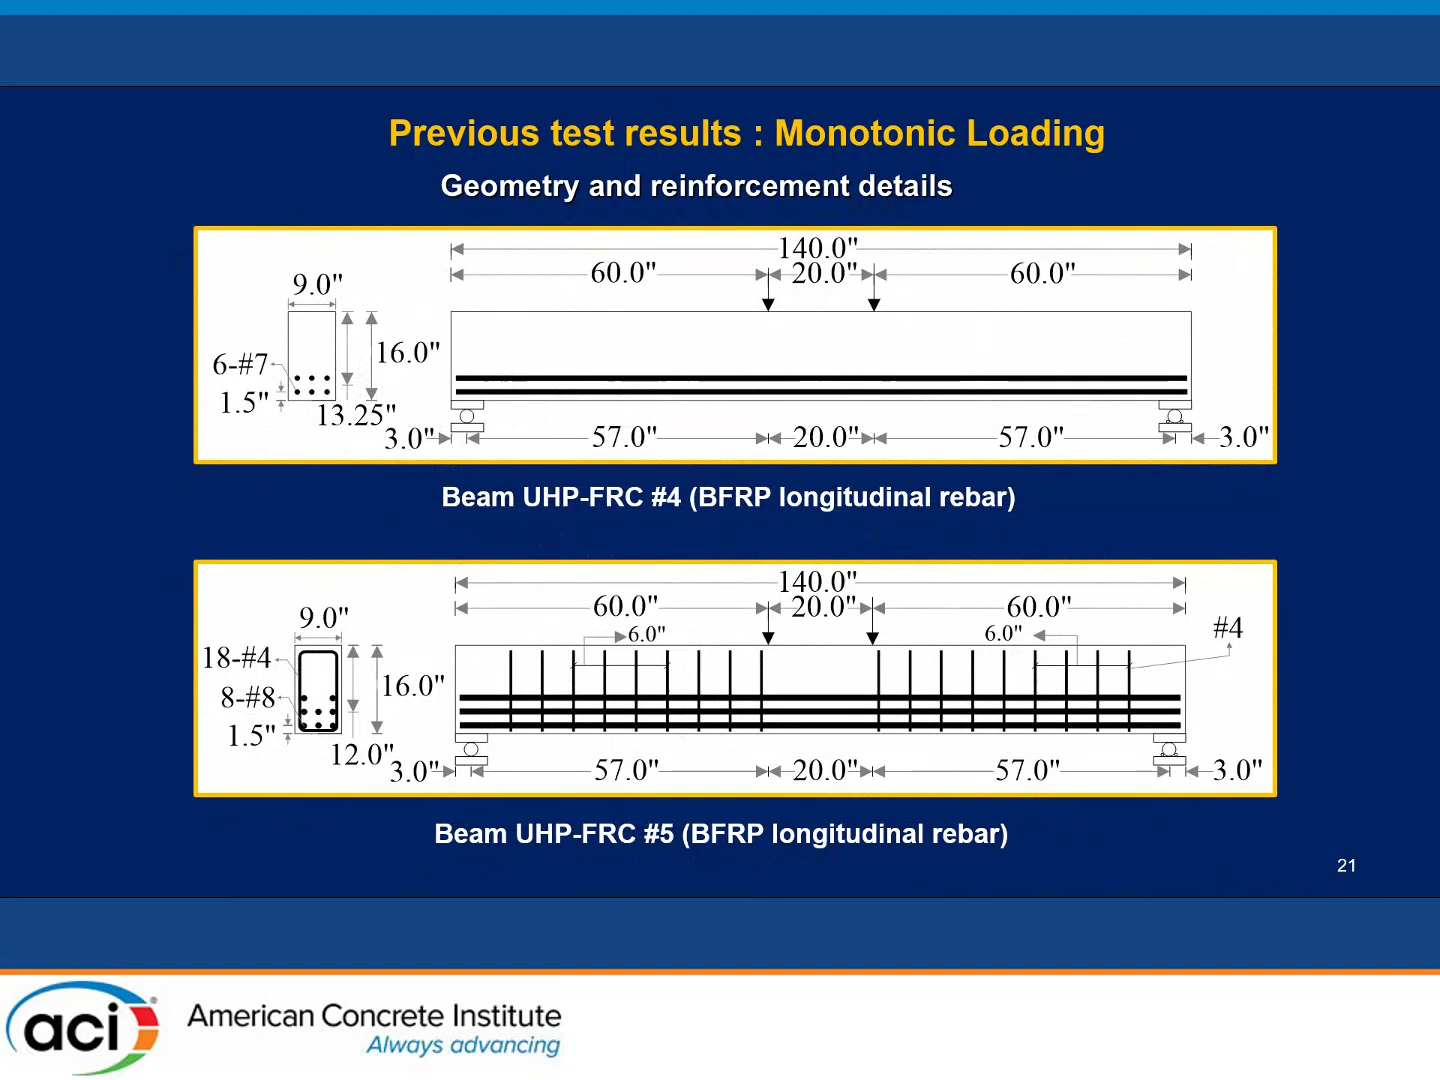 Previous test results : Monotonic Loading
Geometry and reinforcement details
140.0"
60.0" 20.0" 60.0"
9.0"
16.0"
6-#7
1.5"
13.25"
3.0" 57.0" 20.0" 57.0" 3.0"
Beam UHP-FRC #4 (BFRP longitudinal rebar)
140.0"
60.0" 20.0" 60.0"
9.0"
6.0" 6.0" #4
18-#4
16.0"
8-#8
1.5"
12.0"
3.0" 57.0" 20.0" 57.0" 3.0"
Beam UHP-FRC #5 (BFRP longitudinal rebar)
21
aci® American Concrete Institute
Always advancing